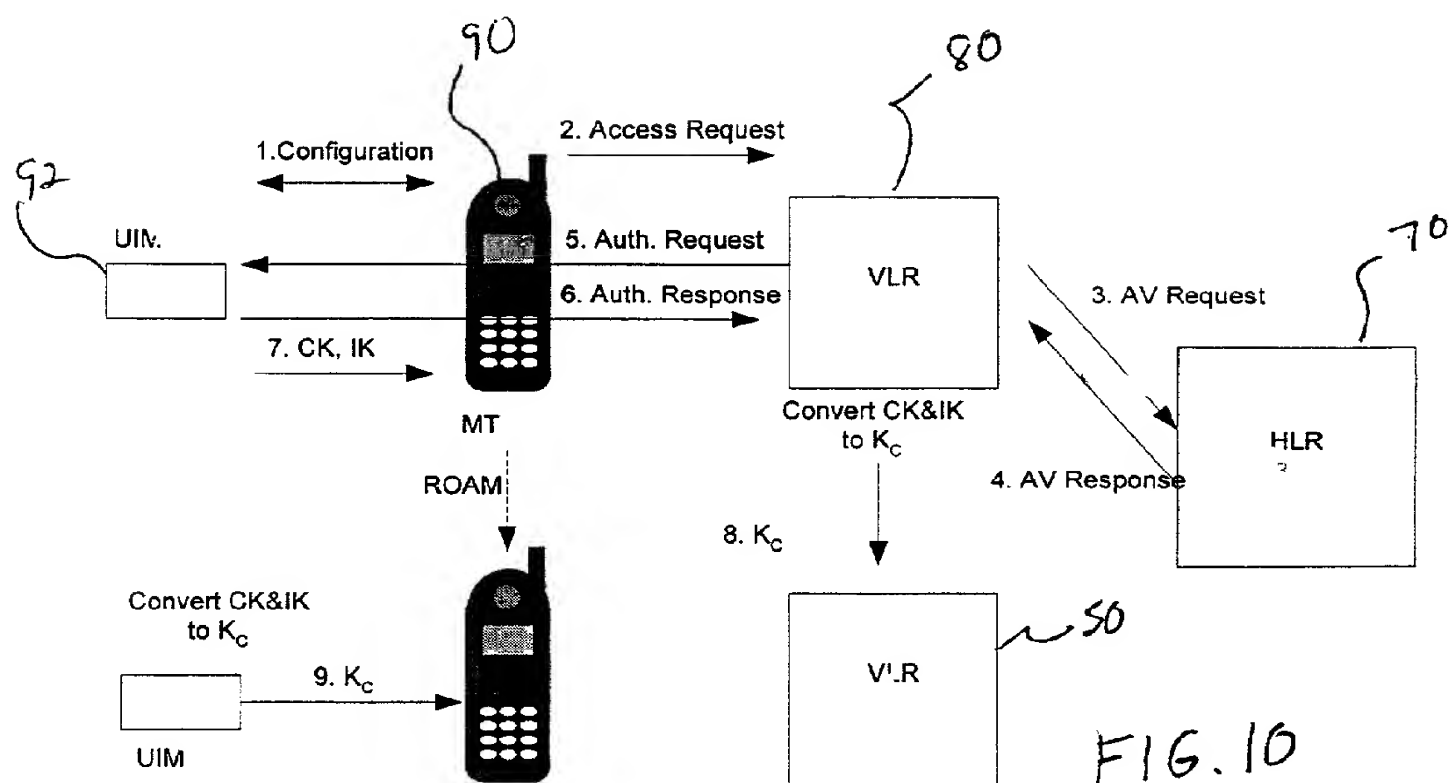 90
80
2. Access Request
1.Configuration
92
UIM
5. Auth. Request
70
VLR
3. AV Request
6. Auth. Response
7. CK, IK
MT
Convert CK&IK
to Kc
HLR
4. AV Response
ROAM
8. Kc
Convert CK&IK
to Kc
50
VLR
9. Kc
UIM
FIG. 10